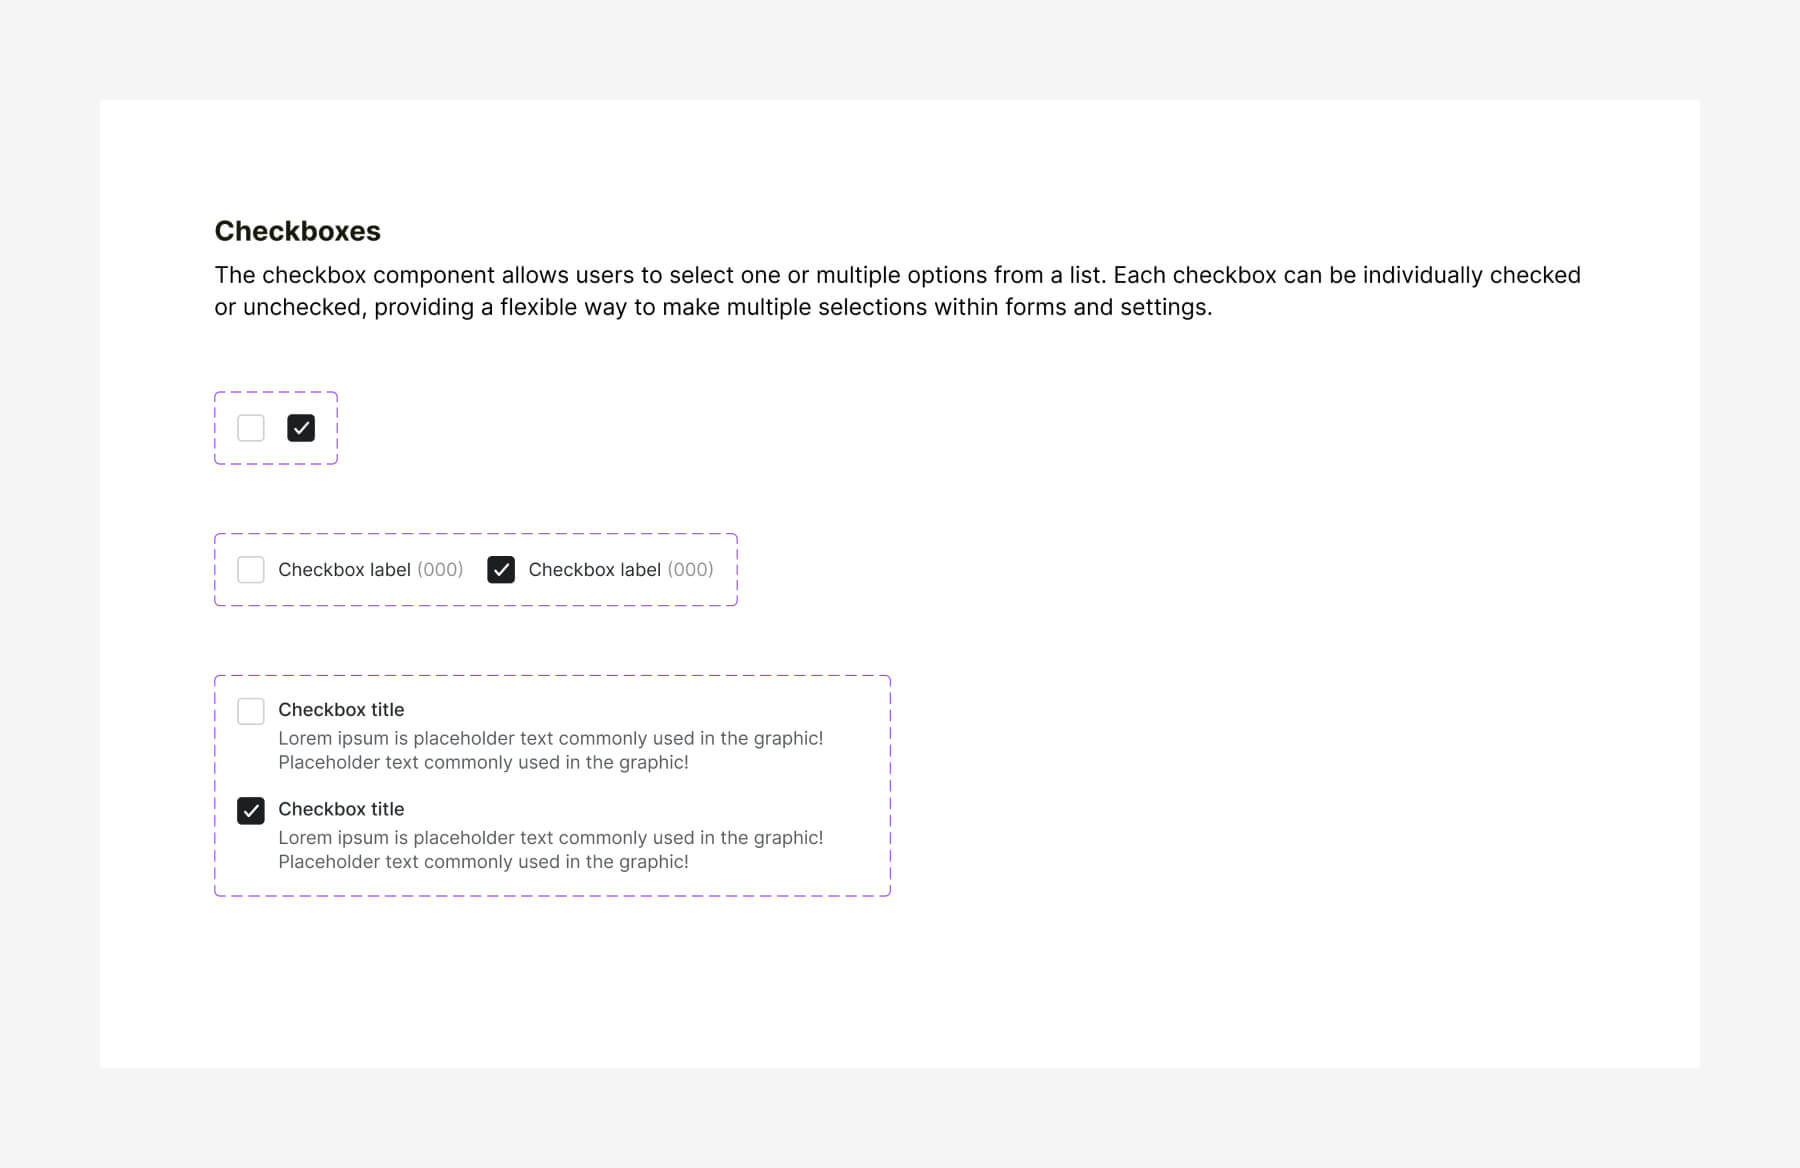 Checkboxes
The checkbox component allows users to select one or multiple options from a list. Each checkbox can be individually checked
or unchecked, providing a flexible way to make multiple selections within forms and settings.
Checkbox label (000) Checkbox label (000)
Checkbox title
Lorem ipsum is placeholder text commonly used in the graphic!
Placeholder text commonly used in the graphic!
Checkbox title
Lorem ipsum is placeholder text commonly used in the graphic!
Placeholder text commonly used in the graphic!